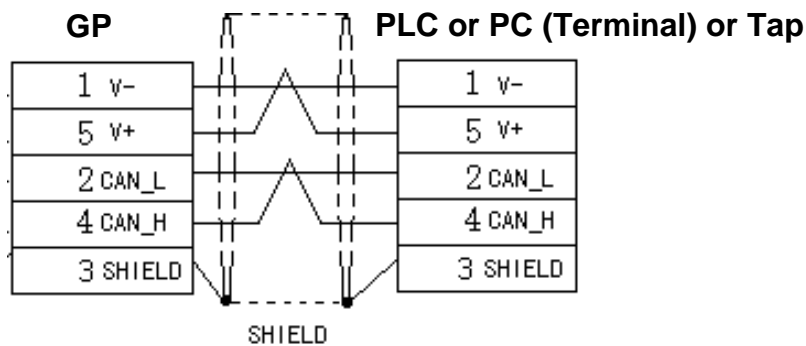 GP PLC or PC (Terminal) or Tap
1 V- 1 V-
5 V+ 5 V+
2 CAN_L 2 CAN_L
4 CAN_H 4 CAN_H
3 SHIELD 3 SHIELD
SHIELD